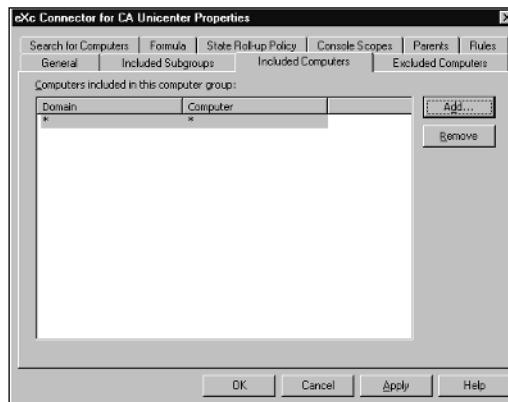 eXc Connector for CA Unicenter Properties
Search for Computers Formula State Roll-up Policy Console Scopes Parents Rules
General Included Subgroups Included Computers Excluded Computers
Computers included in this computer group:
Domain Computer
* *
Add...
Remove
OK Cancel Apply Help